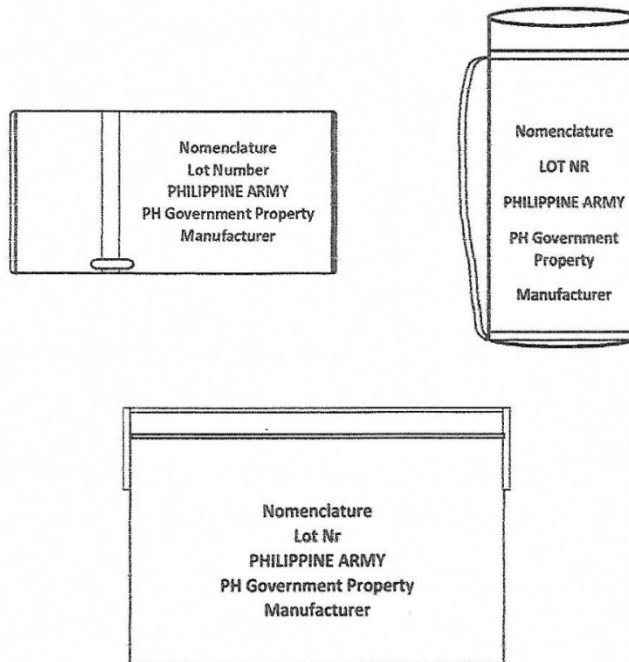 Nomenclature
Lot Number
PHILIPPINE ARMY
PH Government Property
Manufacturer
Nomenclature
LOT NR
PHILIPPINE ARMY
PH Government
Property
Manufacturer
Nomenclature
Lot Nr
PHILIPPINE ARMY
PH Government Property
Manufacturer